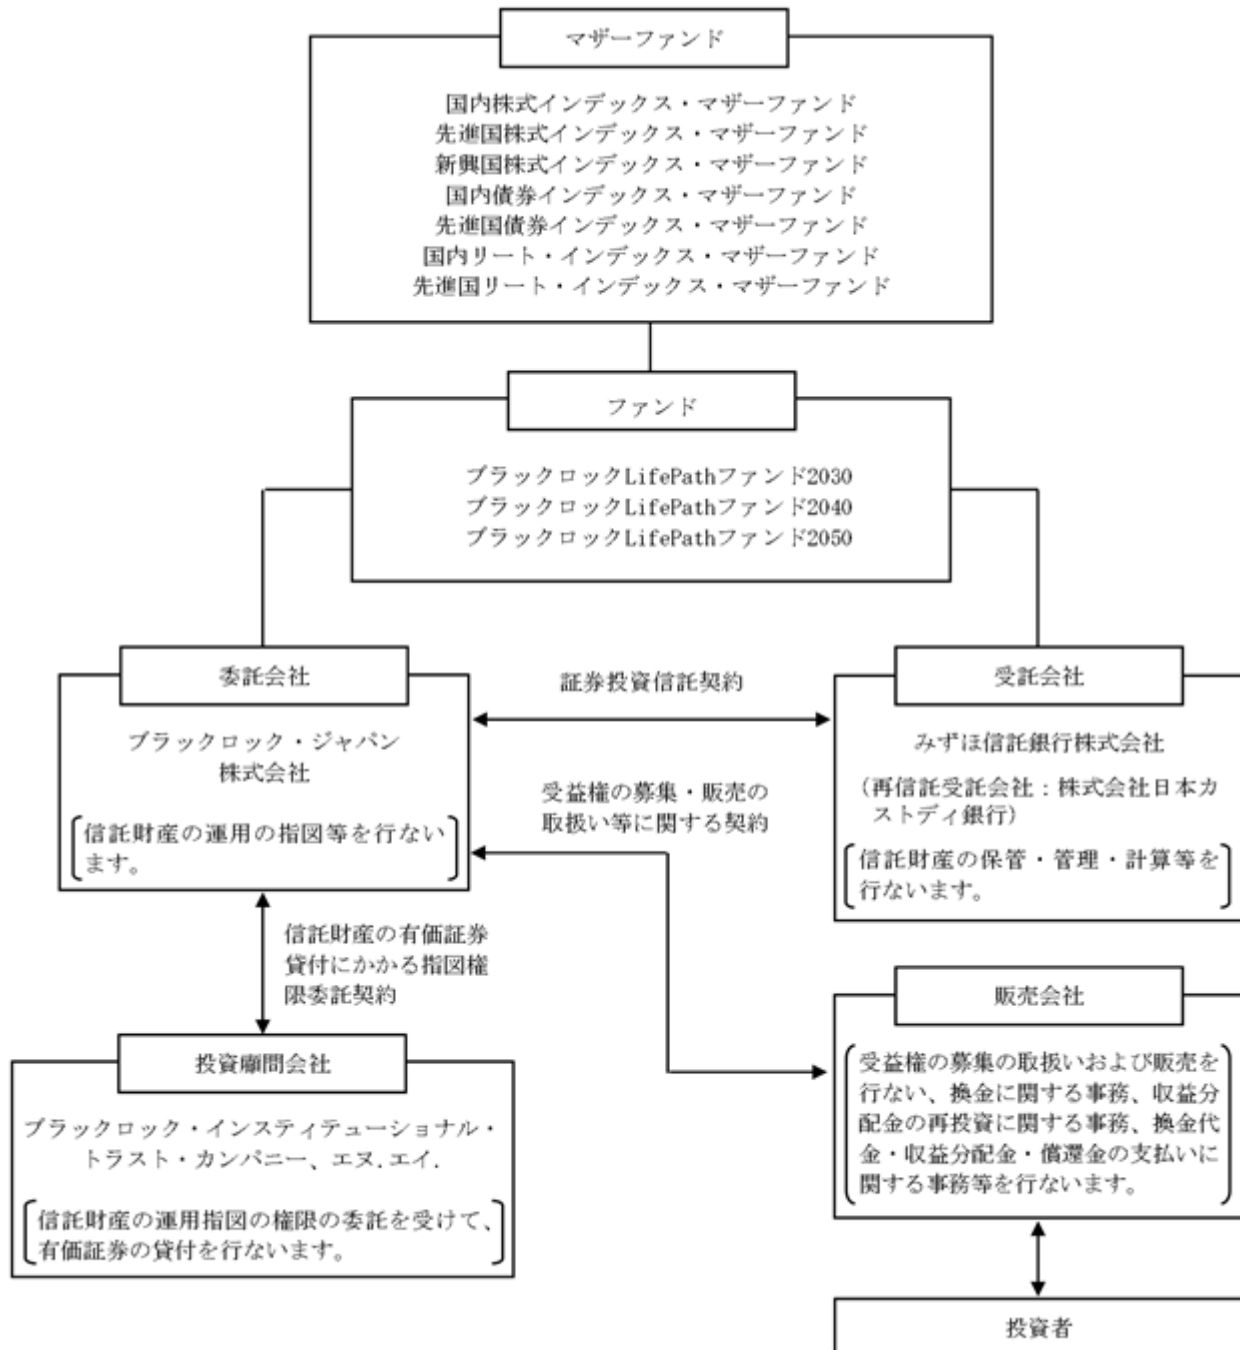 マザーファンド
国内株式インデックス・マザーファンド
先進国株式インデックス・マザーファンド
新興国株式インデックス・マザーファンド
国内債券インデックス・マザーファンド
先進国債券インデックス・マザーファンド
国内リート・インデックス・マザーファンド
先進国リート・インデックス・マザーファンド
ファンド
ブラックロックLifePathファンド2030
ブラックロックLifePathファンド2040
ブラックロックLifePathファンド2050
委託会社
ブラックロック・ジャパン
株式会社
信託財産の運用の指図等を行ない
ます。
証券投資信託契約
受益権の募集・販売の
取扱い等に関する契約
受託会社
みずほ信託銀行株式会社
（再信託受託会社：株式会社日本カ
ストディ銀行）
信託財産の保管・管理・計算等を
行ないます。
信託財産の有価証券
貸付にかかる指図権
限委託契約
投資顧問会社
ブラックロック・インスティテューショナル・
トラスト・カンパニー、エヌ.エイ.
信託財産の運用指図の権限の委託を受けて、
有価証券の貸付を行ないます。
販売会社
受益権の募集の取扱いおよび販売を
行ない、換金に関する事務、収益分
配金の再投資に関する事務、換金代
金・収益分配金・償還金の支払いに
関する事務等を行ないます。
投資者